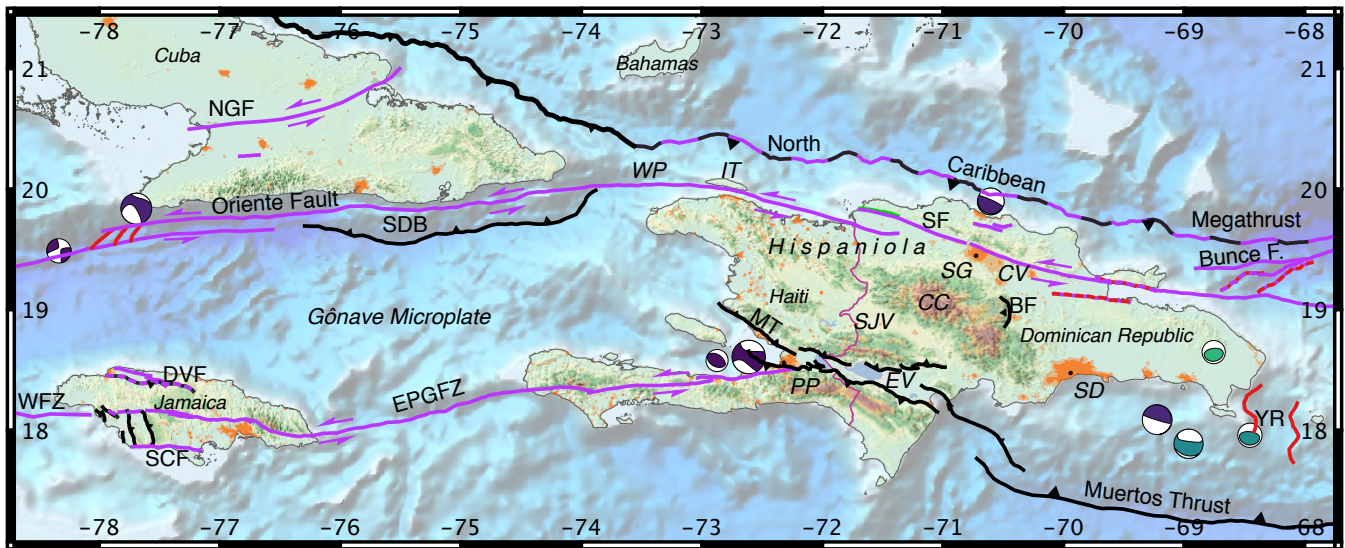 -78 -77 -76 -75 -74 -73 -72 -71 -70 -69 -68
Cuba
Bahamas
21 21
NGF
North
WP IT
Caribbean
20 20
Oriente Fault
SDB
SF
Megathrust
Hispaniola
Bunce F.
SG CV
Haiti
CC
19 BF 19
Gônave Microplate
MT
SJV
Dominican Republic
DVF
PP EV
SD
WFZ
Jamaica
EPGFZ
18 YR 18
SCF
Muertos Thrust
-78 -77 -76 -75 -74 -73 -72 -71 -70 -69 -68